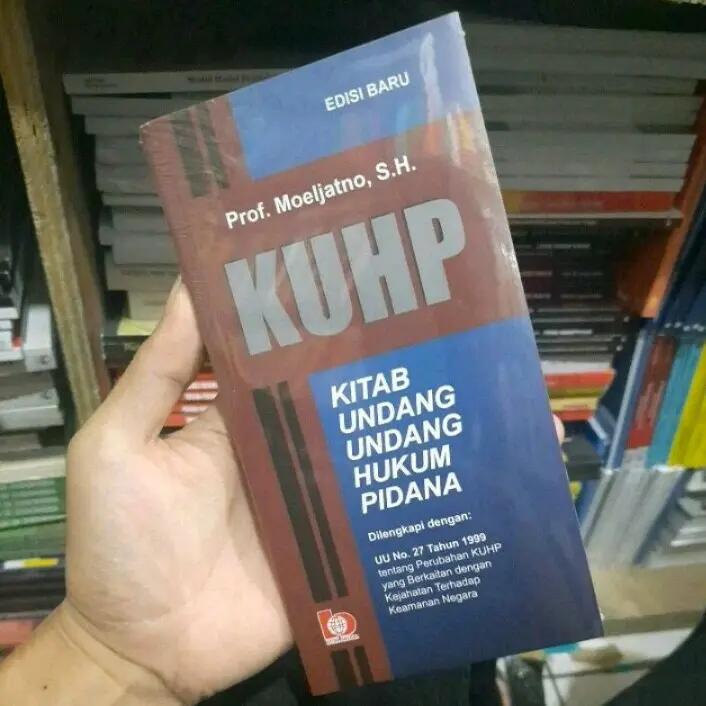 EDISI BARU
Prof. Moeljatno, S.H.
KUHP
KITAB
UNDANG
UNDANG
HUKUM
PIDANA
Dilengkapi dengan:
UU No. 27 Tahun 1999
tentang Perubahan KUHP
yang Berkaitan dengan
Kejahatan Terhadap
Keamanan Negara